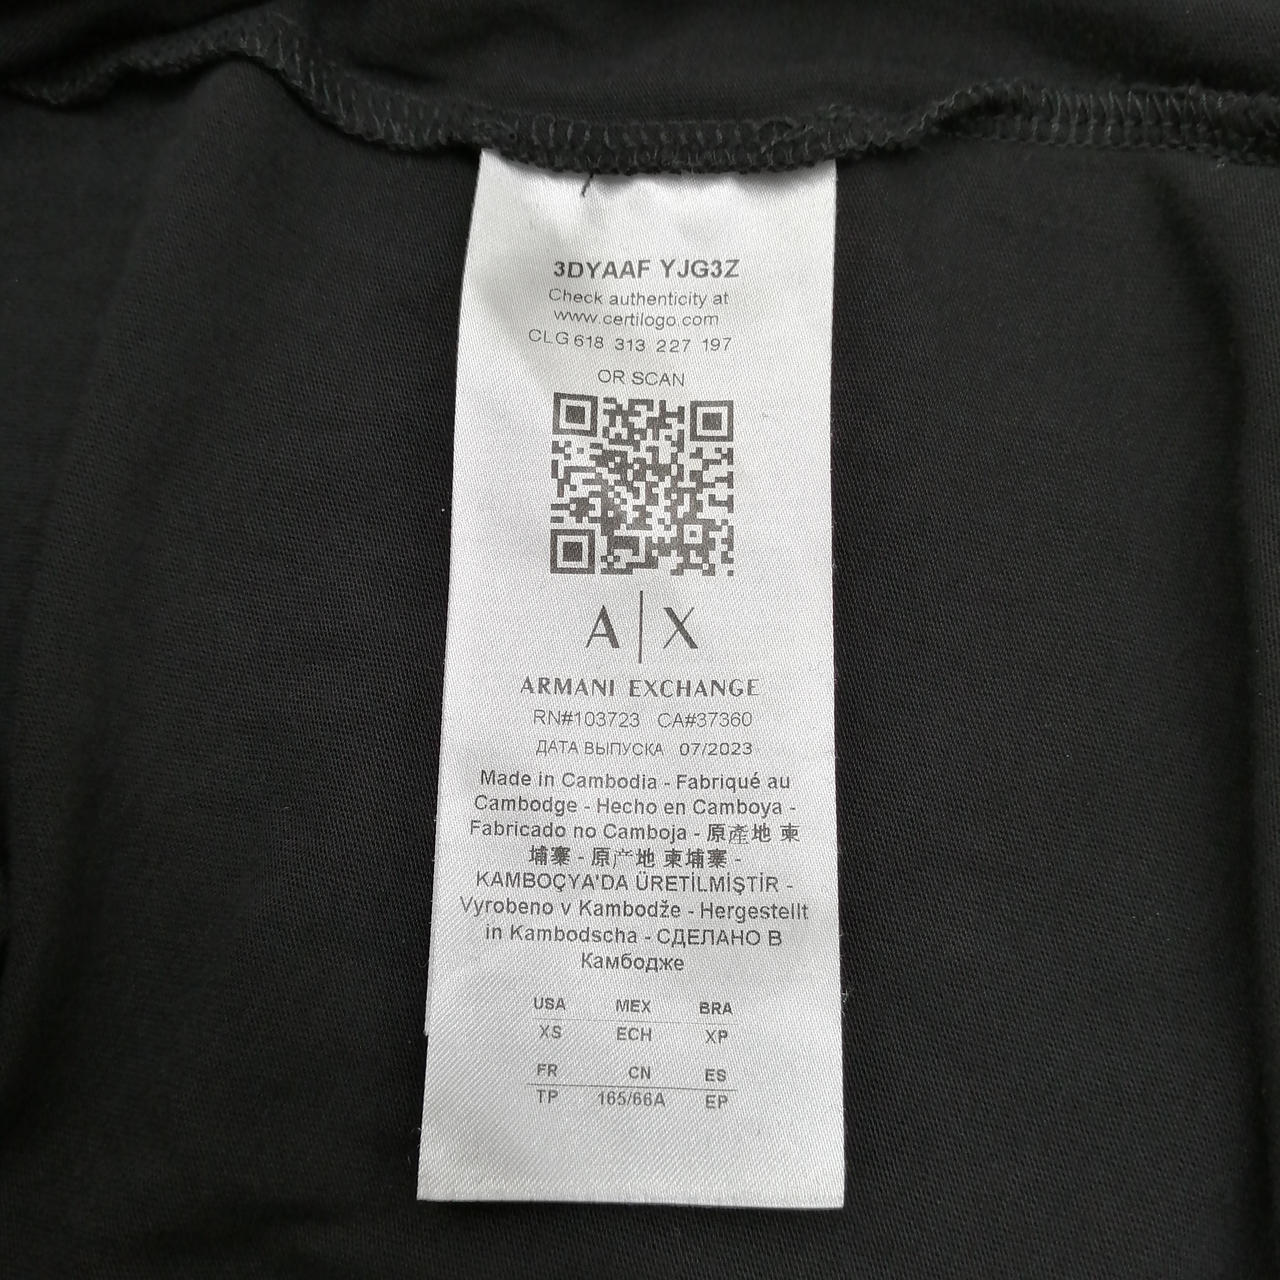 3DYAAF YJG3Z
Check authenticity at
www.certilogo.com
CLG 618 313 227 197
OR SCAN
A|X
ARMANI EXCHANGE
RN#103723 CA#37360
ДАТА ВЫПУСКА 07/2023
Made in Cambodia - Fabriqué au
Cambodge - Hecho en Camboya -
Fabricado no Camboja - 原產地 柬
埔寨 - 原产地 柬埔寨 -
KAMBOÇYA'DA ÜRETİLMİŞTİR -
Vyrobeno v Kambodže - Hergestellt
in Kambodscha - СДЕЛАНО В
Камбодже
USA MEX BRA
XS ECH XP
FR CN ES
TP 165/66A EP